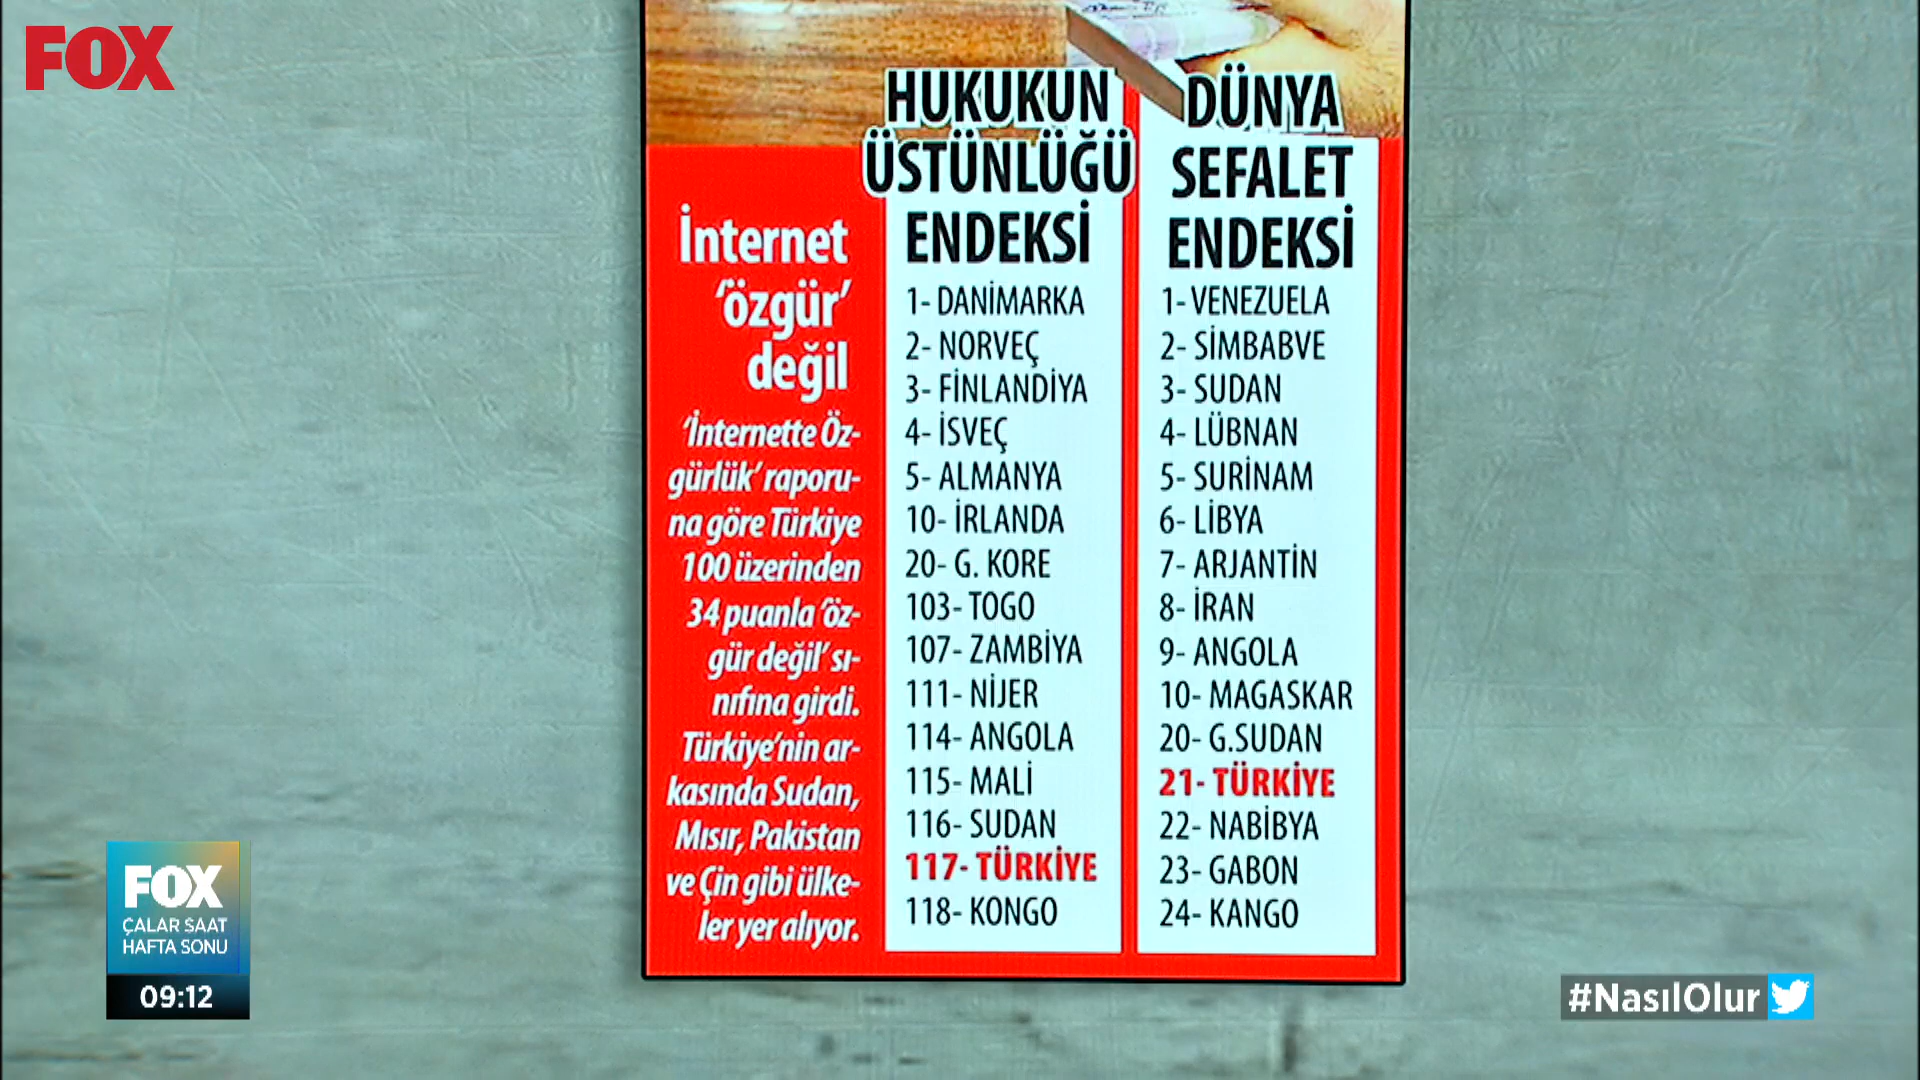 FOX
İnternet
‘özgür’
değil
‘İnternette Öz-
gürlük’ raporu-
na göre Türkiye
100 üzerinden
34 puanla ‘öz-
gür değil’ sı-
nıfına girdi.
Türkiye’nin ar-
kasında Sudan,
Mısır, Pakistan
ve Çin gibi ülke-
ler yer alıyor.
HUKUKUN
ÜSTÜNLÜĞÜ
ENDEKSİ
1- DANİMARKA
2- NORVEÇ
3- FİNLANDİYA
4- İSVEÇ
5- ALMANYA
10- İRLANDA
20- G. KORE
103- TOGO
107- ZAMBİYA
111- NİJER
114- ANGOLA
115- MALİ
116- SUDAN
117- TÜRKİYE
118- KONGO
DÜNYA
SEFALET
ENDEKSİ
1- VENEZUELA
2- SİMBABVE
3- SUDAN
4- LÜBNAN
5- SURİNAM
6- LİBYA
7- ARJANTİN
8- İRAN
9- ANGOLA
10- MAGASKAR
20- G.SUDAN
21- TÜRKİYE
22- NABİBYA
23- GABON
24- KANGO
FOX
ÇALAR SAAT
HAFTA SONU
09:12
#NasılOlur